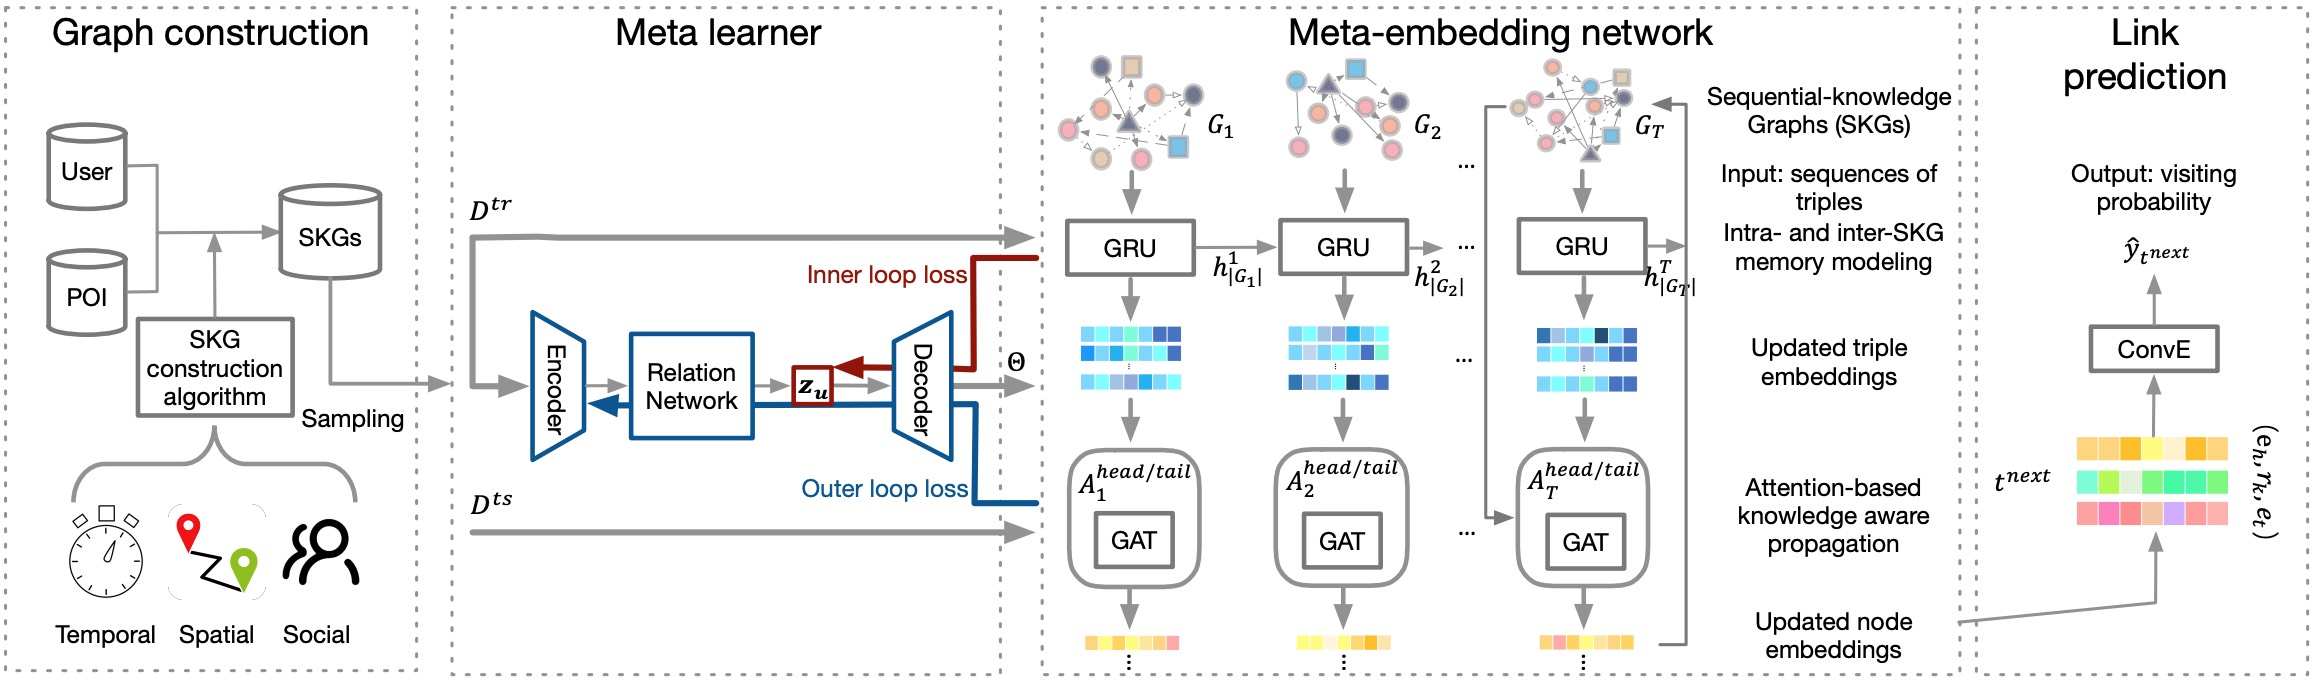 Graph construction
User
POI
SKGs
SKG
construction
algorithm
Sampling
Temporal
Spatial
Social
Meta learner
D^{tr}
Inner loop loss
Encoder
Relation
Network
z_u
Decoder
Θ
Outer loop loss
D^{ts}
Meta-embedding network
G_1
G_2
G_T
...
GRU
h^1_{|G_1|}
GRU
h^2_{|G_2|}
...
GRU
h^T_{|G_T|}
...
A_1^{head/tail}
GAT
A_2^{head/tail}
GAT
...
A_T^{head/tail}
GAT
Sequential-knowledge
Graphs (SKGs)
Input: sequences of
triples
Intra- and inter-SKG
memory modeling
Updated triple
embeddings
Attention-based
knowledge aware
propagation
Updated node
embeddings
Link
prediction
Output: visiting
probability
ŷ_{t^{next}}
ConvE
t^{next}
(e_h, r_k, e_t)